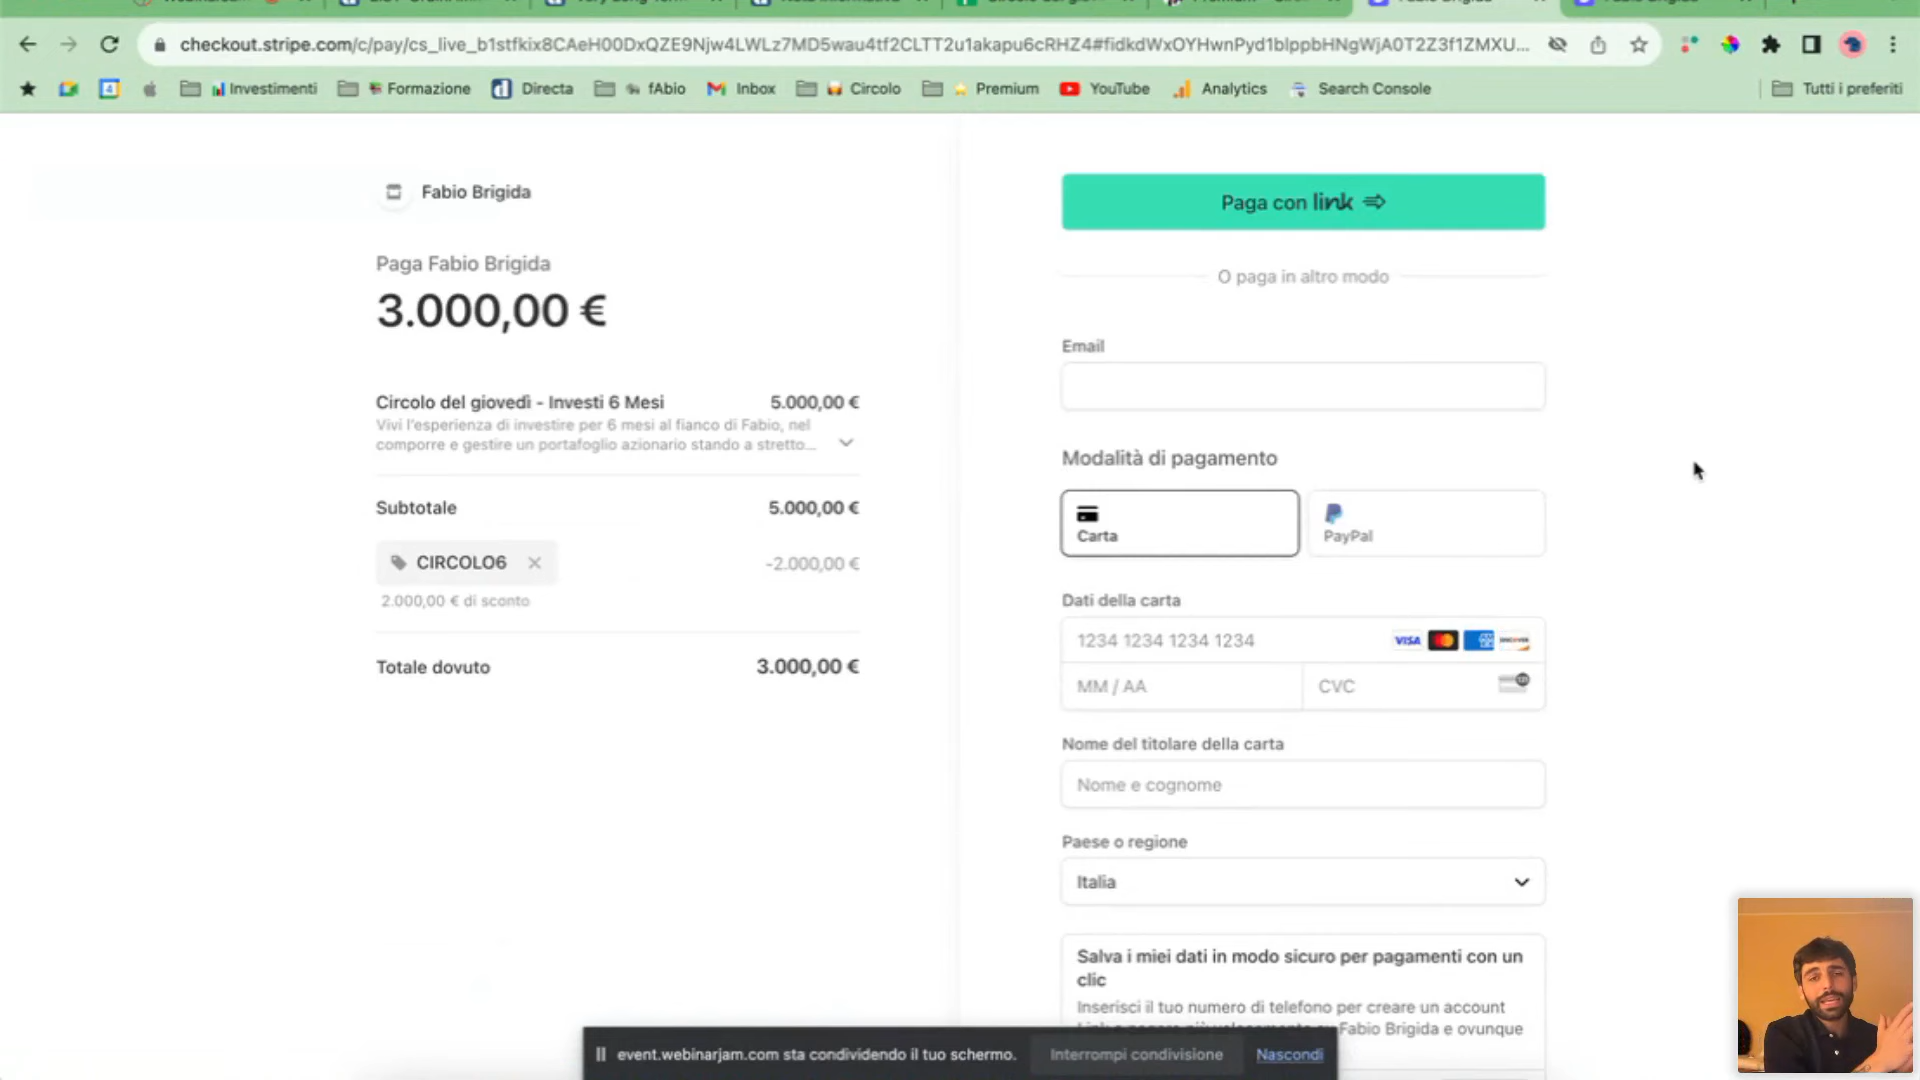 checkout.stripe.com/c/pay/cs_live_b1stfkix8CAeH00DxQZE9Njw4LWLz7MD5wau4tf2CLTT2u1akapu6cRHZ4#fidkdWxOYHwnPyd1blppbHNgWjA0T2Z3f1ZMXU...
Investimenti Formazione Directa fAbio Inbox Circolo Premium YouTube Analytics Search Console Tutti i preferiti
Fabio Brigida
Paga Fabio Brigida
3.000,00 €
Circolo del giovedì - Investi 6 Mesi 5.000,00 €
Vivi l'esperienza di investire per 6 mesi al fianco di Fabio, nel
comporre e gestire un portafoglio azionario stando a stretto...
Subtotale 5.000,00 €
CIRCOLO6 -2.000,00 €
2.000,00 € di sconto
Totale dovuto 3.000,00 €
Paga con link
O paga in altro modo
Email
Modalità di pagamento
Carta PayPal
Dati della carta
1234 1234 1234 1234 VISA
MM / AA CVC
Nome del titolare della carta
Nome e cognome
Paese o regione
Italia
Salva i miei dati in modo sicuro per pagamenti con un
clic
Inserisci il tuo numero di telefono per creare un account
Fabio Brigida e ovunque
event.webinarjam.com sta condividendo il tuo schermo. Interrompi condivisione Nascondi